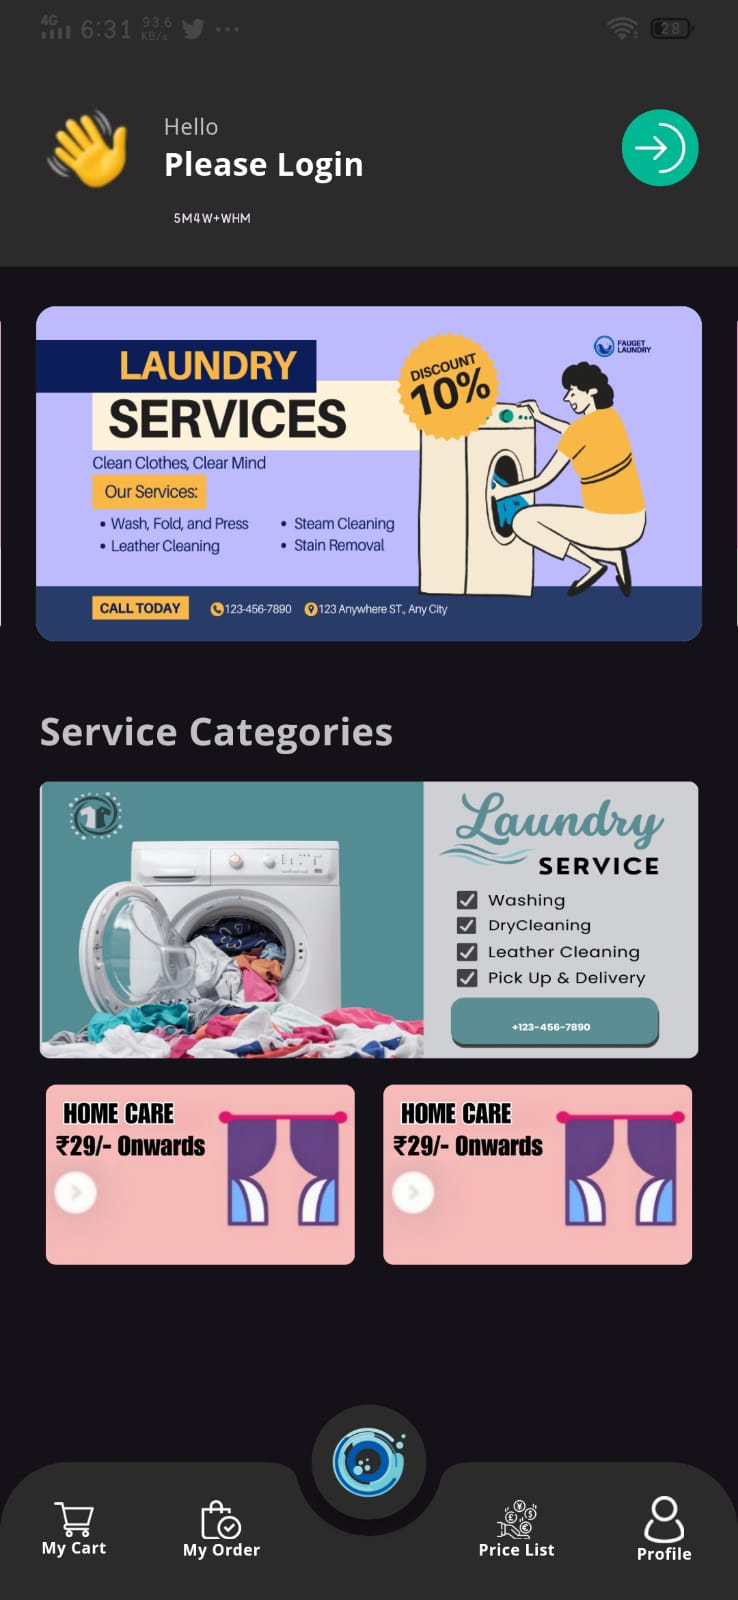 4G 6:31 93.6 KB/s ··· 28
Hello
Please Login
5M4W+WHM
LAUNDRY
SERVICES
DISCOUNT
10%
FAUGET
LAUNDRY
Clean Clothes, Clear Mind
Our Services:
• Wash, Fold, and Press • Steam Cleaning
• Leather Cleaning • Stain Removal
CALL TODAY 123-456-7890 123 Anywhere ST., Any City
Service Categories
Laundry
SERVICE
Washing
DryCleaning
Leather Cleaning
Pick Up & Delivery
+123-456-7890
HOME CARE
₹29/- Onwards
HOME CARE
₹29/- Onwards
My Cart My Order Price List Profile